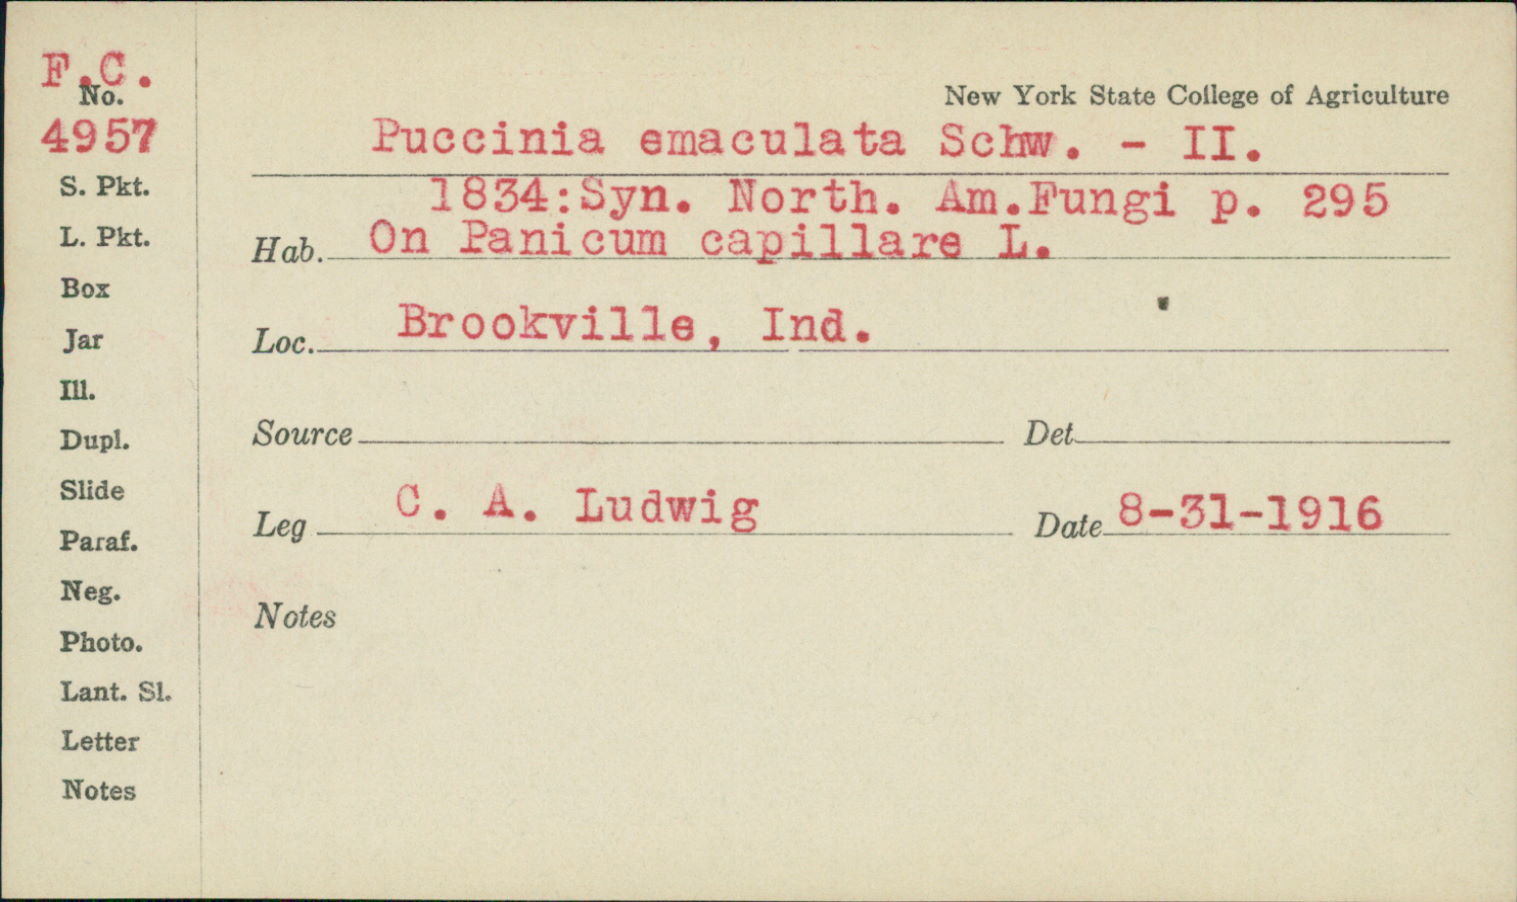 F.C.
No.
4957
S. Pkt.
L. Pkt.
Box
Jar
Ill.
Dupl.
Slide
Paraf.
Neg.
Photo.
Lant. Sl.
Letter
Notes
New York State College of Agriculture
Puccinia emaculata Schw. - II.
1834:Syn. North. Am.Fungi p. 295
Hab. On Panicum capillare L.
Loc. Brookville, Ind.
Source Det
Leg C. A. Ludwig Date 8-31-1916
Notes